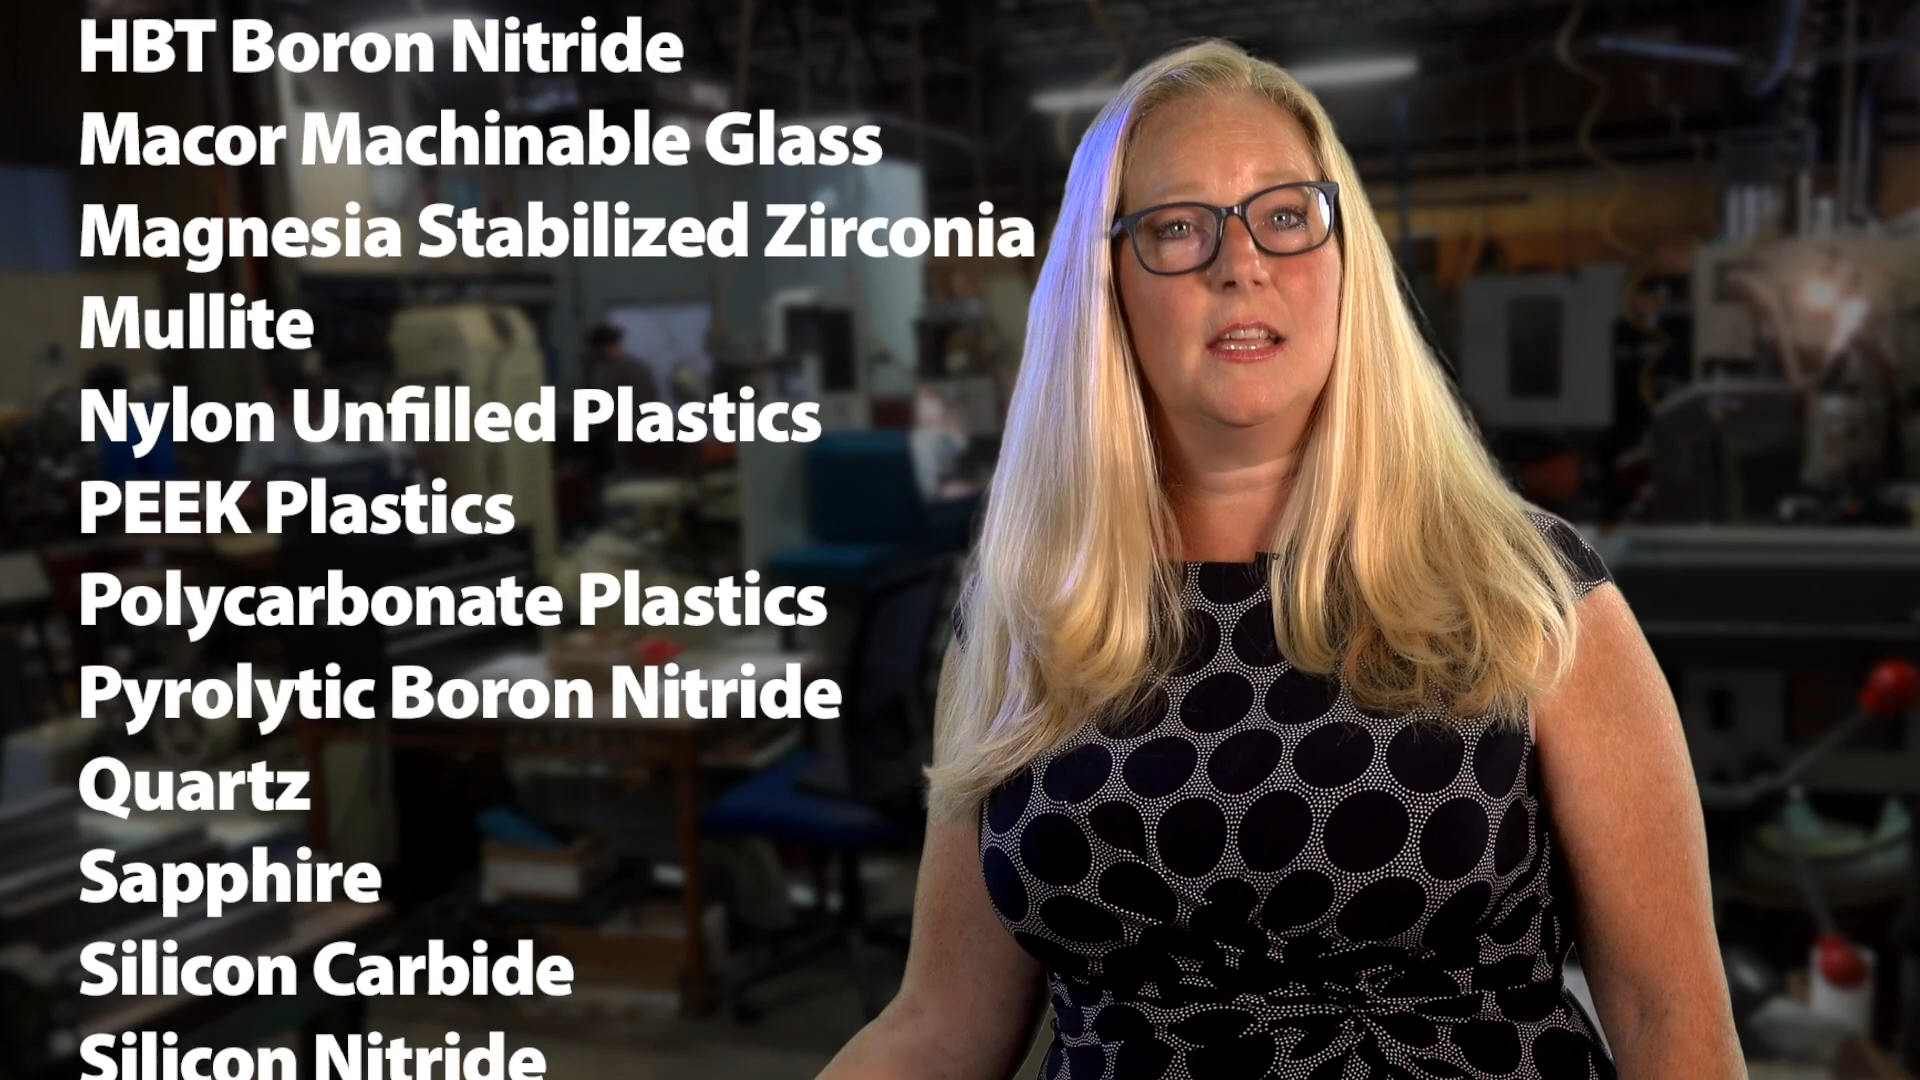 HBT Boron Nitride
Macor Machinable Glass
Magnesia Stabilized Zirconia
Mullite
Nylon Unfilled Plastics
PEEK Plastics
Polycarbonate Plastics
Pyrolytic Boron Nitride
Quartz
Sapphire
Silicon Carbide
Silicon Nitride